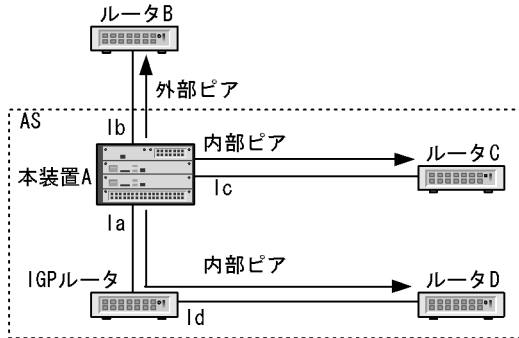 ルータB
外部ピア
AS
Ib
内部ピア
ルータC
本装置A
Ic
Ia
内部ピア
IGPルータ
ルータD
Id